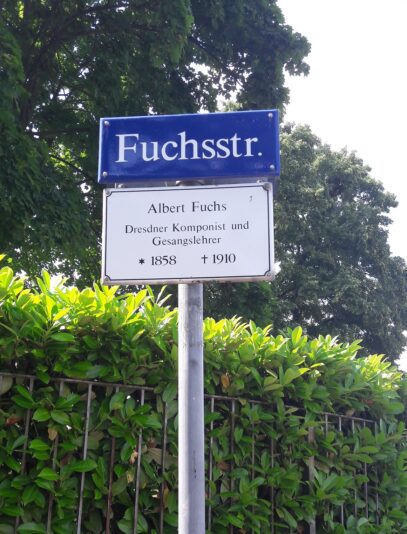 Fuchsstr.
Albert Fuchs
Dresdner Komponist und
Gesangslehrer
* 1858 † 1910